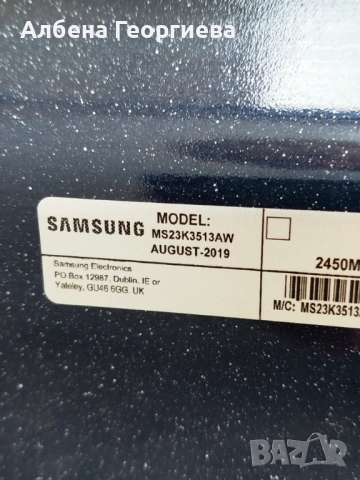 Албена Георгиева
SAMSUNG
MODEL:
MS23K3513AW
AUGUST-2019
Samsung Electronics
PO Box 12987, Dublin, IE or
Yateley, GU46 6GG UK
2450M
M/C: MS23K3513
BAZAR